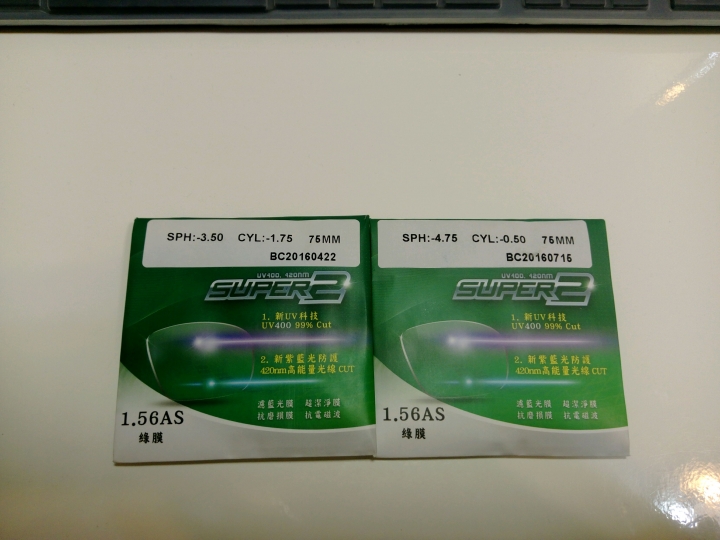 SPH:-3.50 CYL:-1.75 75MM
BC20160422
UV400, 420nm
SUPER2
1. 新UV科技
UV400 99% Cut
2. 新紫藍光防護
420nm高能量光線 CUT
濾藍光膜 超潔淨膜
抗磨損膜 抗電磁波
1.56AS
綠膜
SPH:-4.75 CYL:-0.50 75MM
BC20160715
UV400, 420nm
SUPER2
1. 新UV科技
UV400 99% Cut
2. 新紫藍光防護
420nm高能量光線 CUT
濾藍光膜 超潔淨膜
抗磨損膜 抗電磁波
1.56AS
綠膜